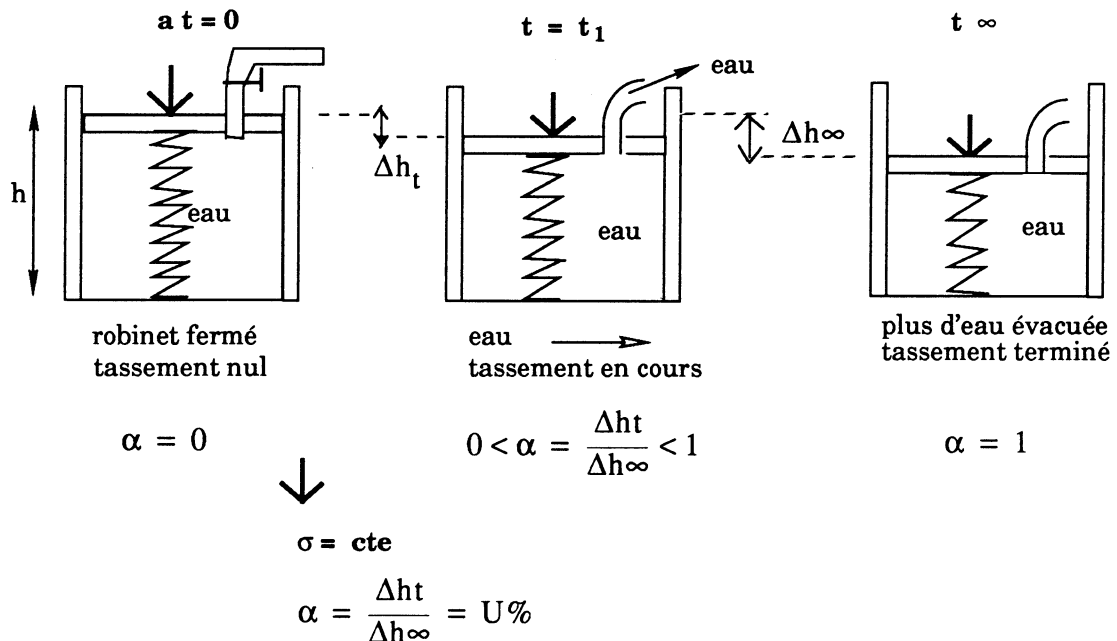 a t = 0
t = t1
t ∞
eau
h
Δht
Δh∞
eau
eau
eau
robinet fermé
tassement nul
eau
tassement en cours
plus d'eau évacuée
tassement terminé
α = 0
0 < α = Δht / Δh∞ < 1
α = 1
σ = cte
α = Δht / Δh∞ = U%